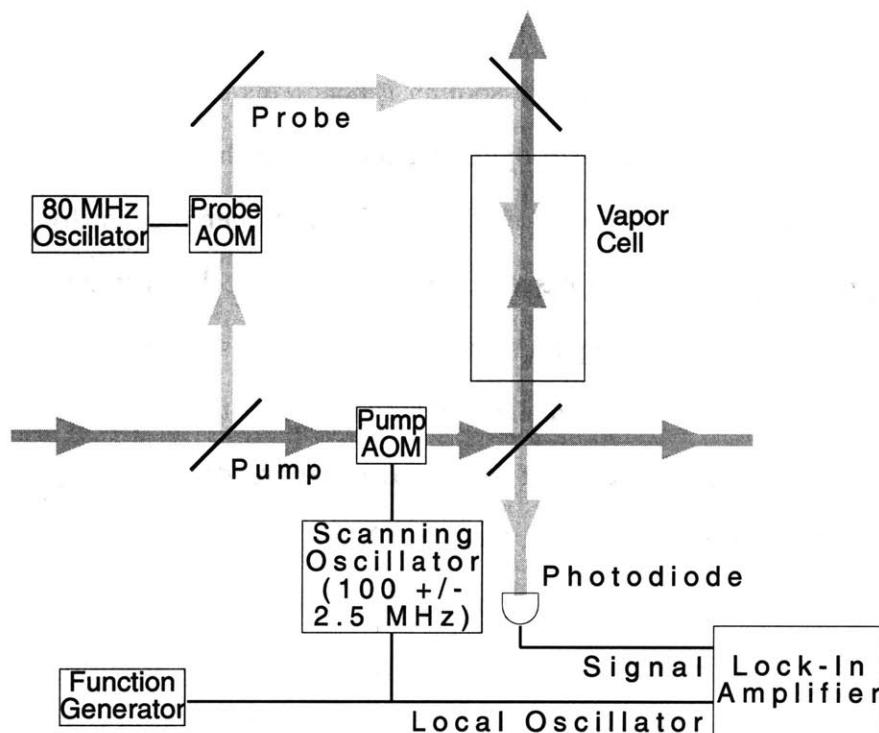 Probe
80 MHz
Oscillator
Probe
AOM
Vapor
Cell
Pump
Pump
AOM
Scanning
Oscillator
(100 +/-
2.5 MHz)
Photodiode
Function
Generator
Signal
Local Oscillator
Lock-In
Amplifier